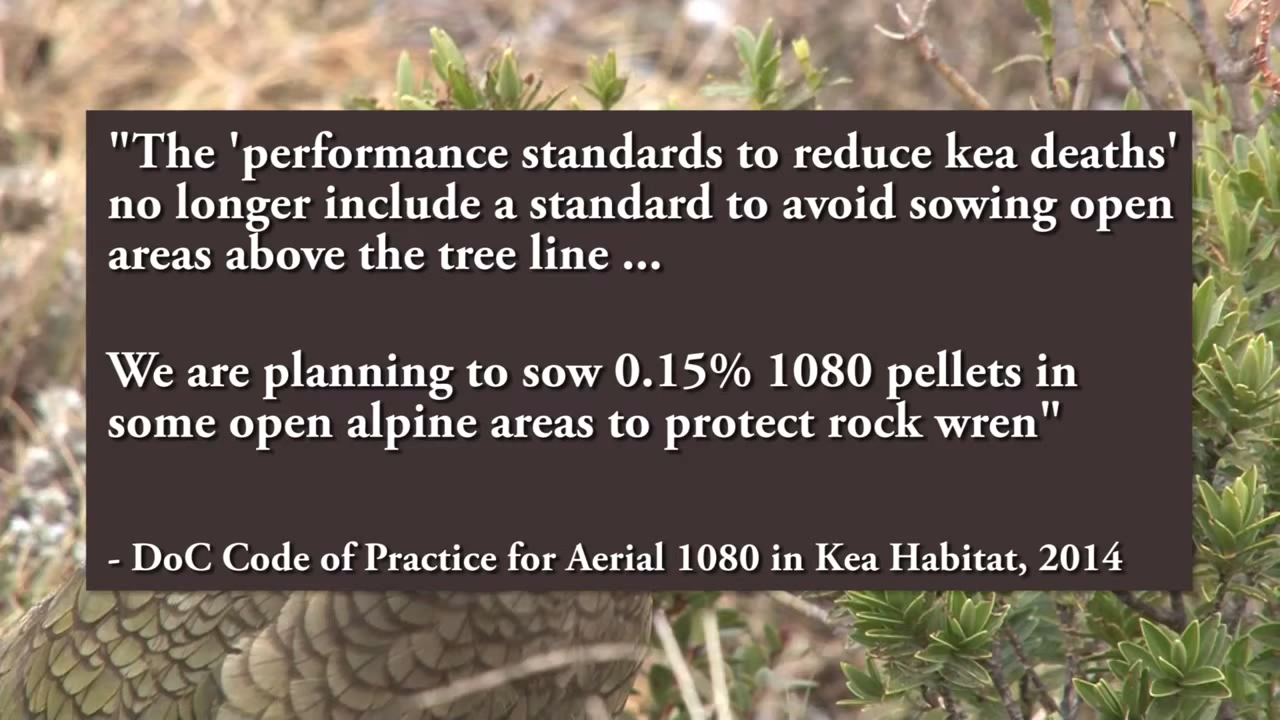 "The 'performance standards to reduce kea deaths'
no longer include a standard to avoid sowing open
areas above the tree line ...
We are planning to sow 0.15% 1080 pellets in
some open alpine areas to protect rock wren"
- DoC Code of Practice for Aerial 1080 in Kea Habitat, 2014